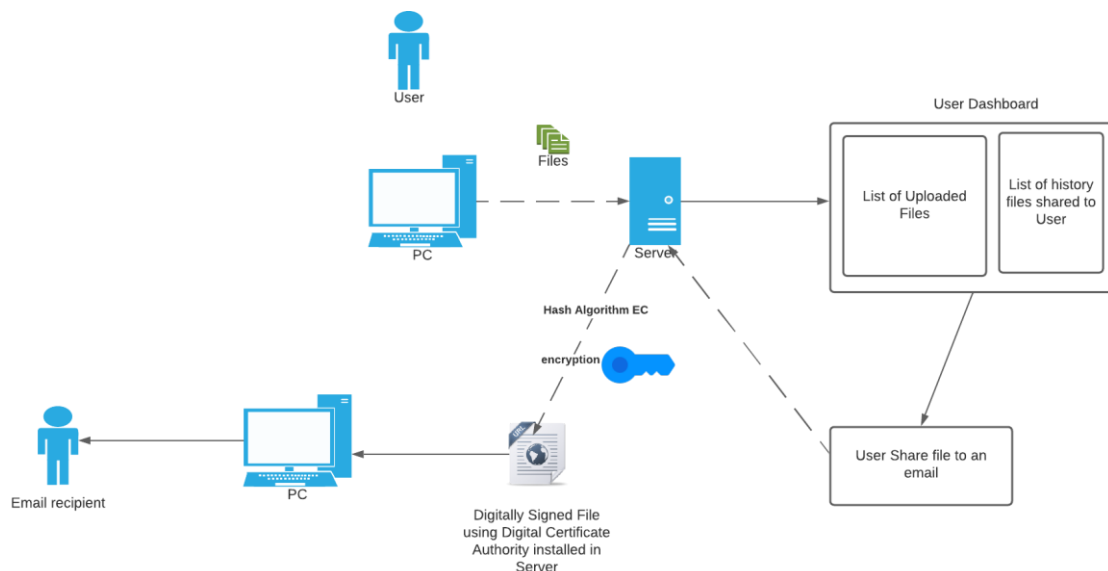 User
User Dashboard
Files
List of Uploaded
Files
List of history
files shared to
User
PC
Server
Hash Algorithm EC
encryption
User Share file to an
email
URL
Email recipient
PC
Digitally Signed File
using Digital Certificate
Authority installed in
Server